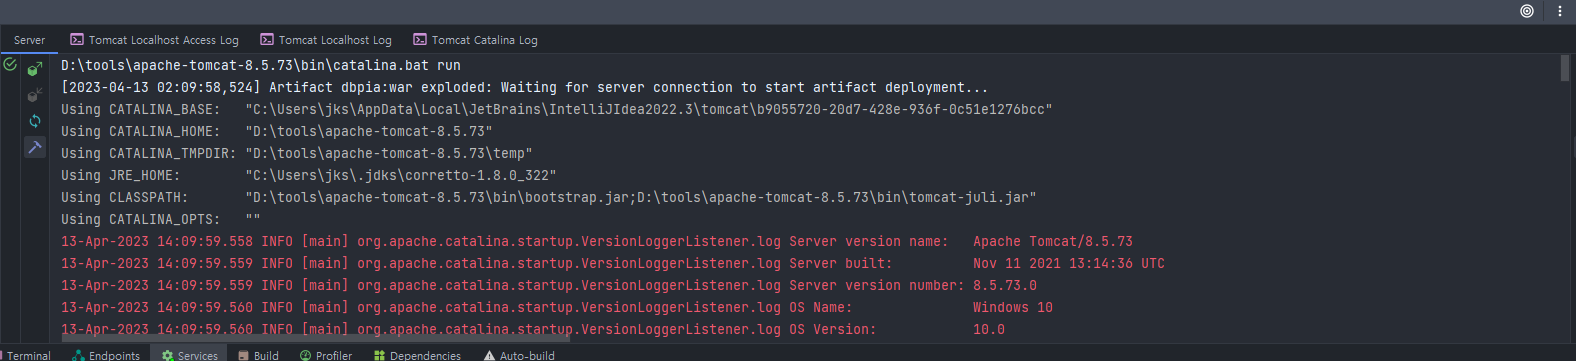 Server Tomcat Localhost Access Log Tomcat Localhost Log Tomcat Catalina Log
D:\tools\apache-tomcat-8.5.73\bin\catalina.bat run
[2023-04-13 02:09:58,524] Artifact dbpia:war exploded: Waiting for server connection to start artifact deployment...
Using CATALINA_BASE:   "C:\Users\jks\AppData\Local\JetBrains\IntelliJIdea2022.3\tomcat\b9055720-20d7-428e-936f-0c51e1276bcc"
Using CATALINA_HOME:   "D:\tools\apache-tomcat-8.5.73"
Using CATALINA_TMPDIR: "D:\tools\apache-tomcat-8.5.73\temp"
Using JRE_HOME:        "C:\Users\jks\.jdks\corretto-1.8.0_322"
Using CLASSPATH:       "D:\tools\apache-tomcat-8.5.73\bin\bootstrap.jar;D:\tools\apache-tomcat-8.5.73\bin\tomcat-juli.jar"
Using CATALINA_OPTS:   ""
13-Apr-2023 14:09:59.558 INFO [main] org.apache.catalina.startup.VersionLoggerListener.log Server version name:   Apache Tomcat/8.5.73
13-Apr-2023 14:09:59.559 INFO [main] org.apache.catalina.startup.VersionLoggerListener.log Server built:          Nov 11 2021 13:14:36 UTC
13-Apr-2023 14:09:59.559 INFO [main] org.apache.catalina.startup.VersionLoggerListener.log Server version number: 8.5.73.0
13-Apr-2023 14:09:59.560 INFO [main] org.apache.catalina.startup.VersionLoggerListener.log OS Name:               Windows 10
13-Apr-2023 14:09:59.560 INFO [main] org.apache.catalina.startup.VersionLoggerListener.log OS Version:            10.0
Terminal Endpoints Services Build Profiler Dependencies Auto-build